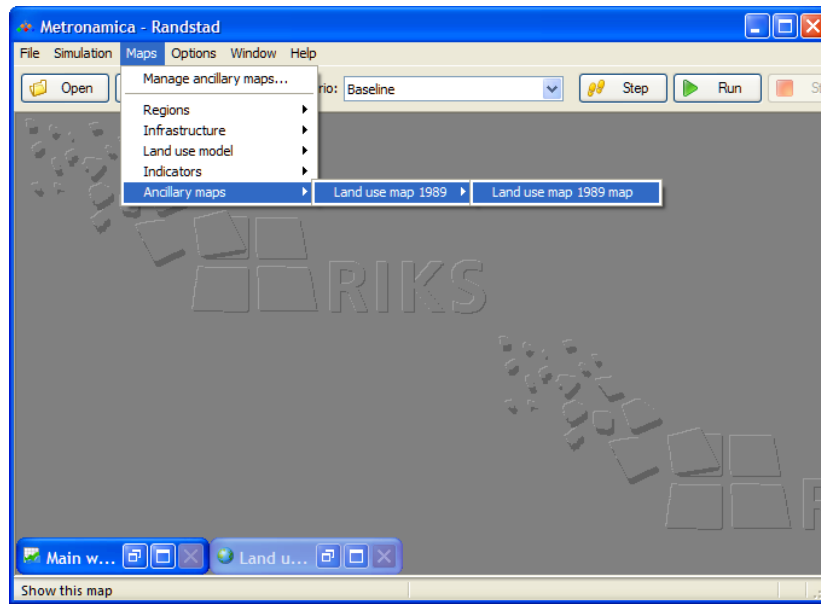 Metronamica - Randstad
File Simulation Maps Options Window Help
Open
rio: Baseline
Step
Run
Manage ancillary maps...
Regions
Infrastructure
Land use model
Indicators
Ancillary maps
Land use map 1989
Land use map 1989 map
RIKS
Main w...
Land u...
Show this map